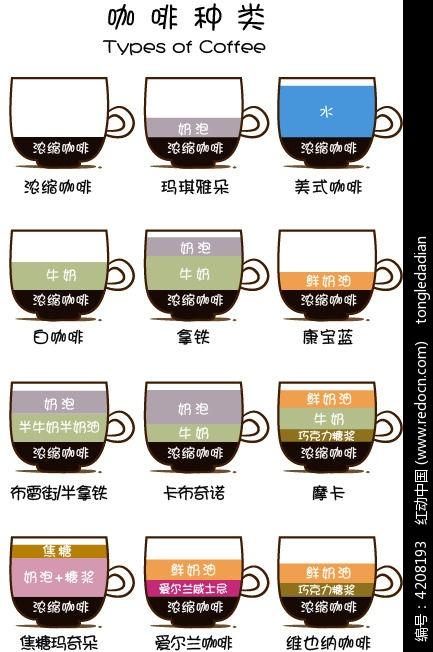 咖啡种类
Types of Coffee
浓缩咖啡
浓缩咖啡
奶泡
浓缩咖啡
玛琪雅朵
水
浓缩咖啡
美式咖啡
牛奶
浓缩咖啡
白咖啡
奶泡
牛奶
浓缩咖啡
拿铁
鲜奶油
浓缩咖啡
康宝蓝
奶泡
半牛奶半奶油
浓缩咖啡
布雷衛/半拿铁
奶泡
牛奶
浓缩咖啡
卡布奇诺
鲜奶油
牛奶
巧克力糖浆
浓缩咖啡
摩卡
焦糖
奶泡+糖浆
浓缩咖啡
焦糖玛奇朵
鲜奶油
爱尔兰威士忌
浓缩咖啡
爱尔兰咖啡
鲜奶油
巧克力糖浆
浓缩咖啡
维也纳咖啡
编号：4208193 红动中国 (www.redocn.com) tongledadian